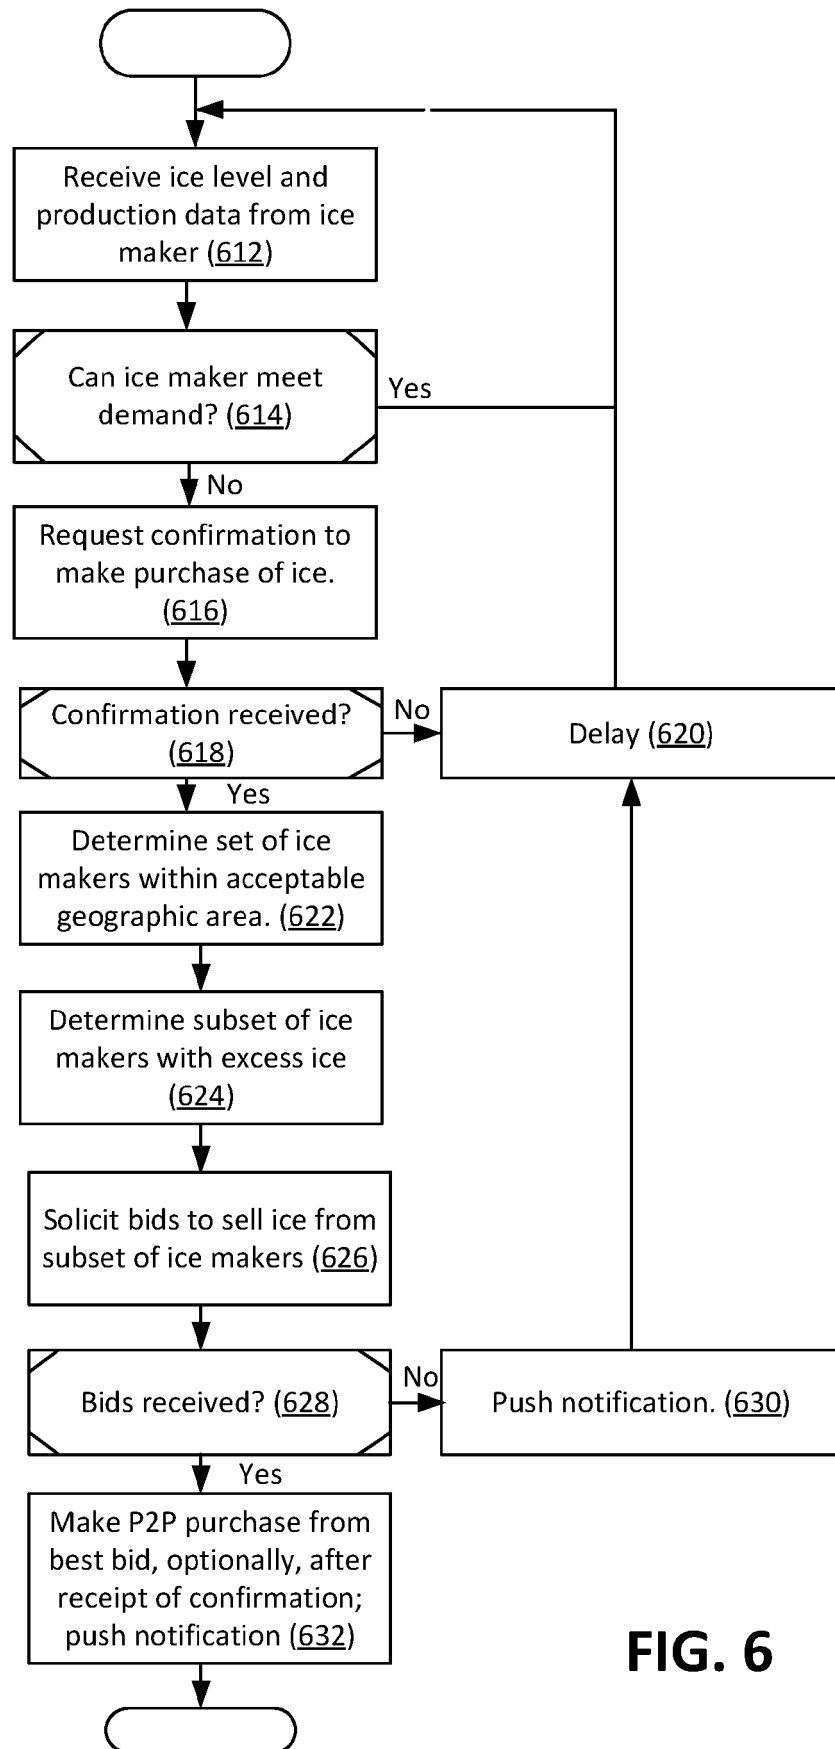 Receive ice level and
production data from ice
maker (612)
Can ice maker meet
demand? (614)
Yes
No
Request confirmation to
make purchase of ice.
(616)
Confirmation received?
(618)
No
Delay (620)
Yes
Determine set of ice
makers within acceptable
geographic area. (622)
Determine subset of ice
makers with excess ice
(624)
Solicit bids to sell ice from
subset of ice makers (626)
Bids received? (628)
No
Push notification. (630)
Yes
Make P2P purchase from
best bid, optionally, after
receipt of confirmation;
push notification (632)
FIG. 6